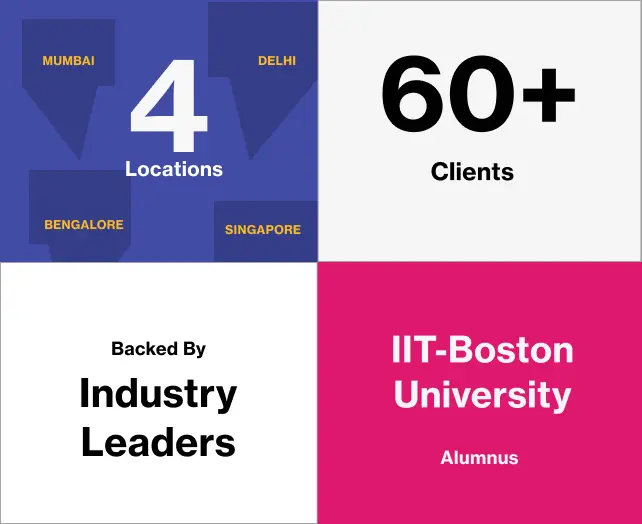 MUMBAI
DELHI
4
Locations
BENGALORE
SINGAPORE
60+
Clients
Backed By
Industry
Leaders
IIT-Boston
University
Alumnus